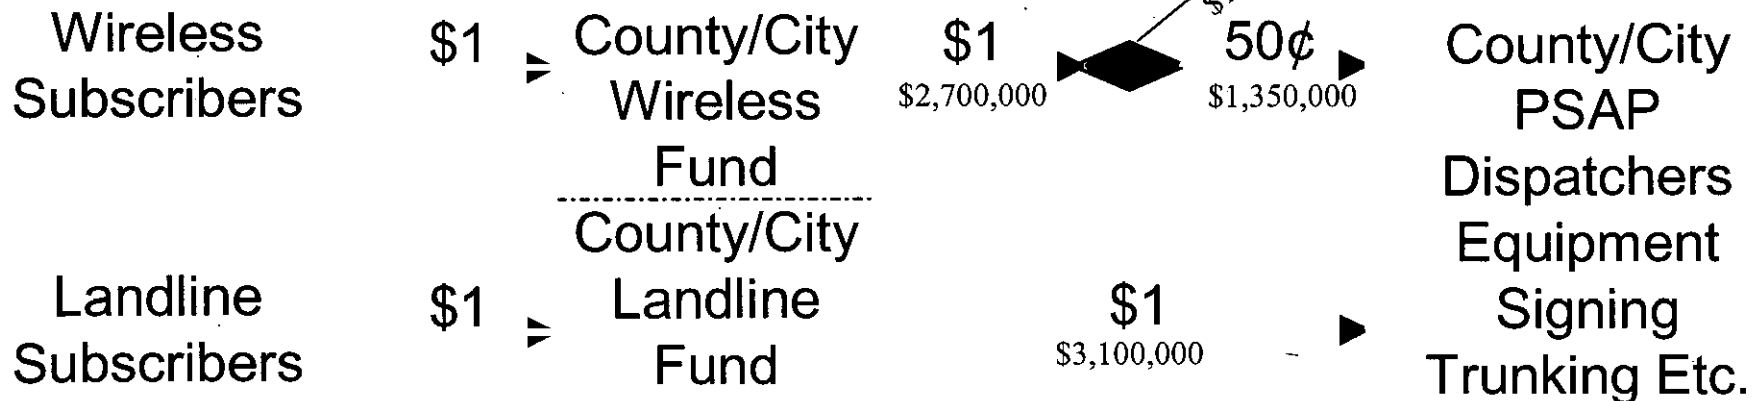 Wireless
Subscribers
$1
County/City
Wireless
Fund
$1
$2,700,000
50¢
$1,350,000
County/City
PSAP
Dispatchers
Equipment
Signing
Trunking Etc.
County/City
Landline
Fund
Landline
Subscribers
$1
$1
$3,100,000